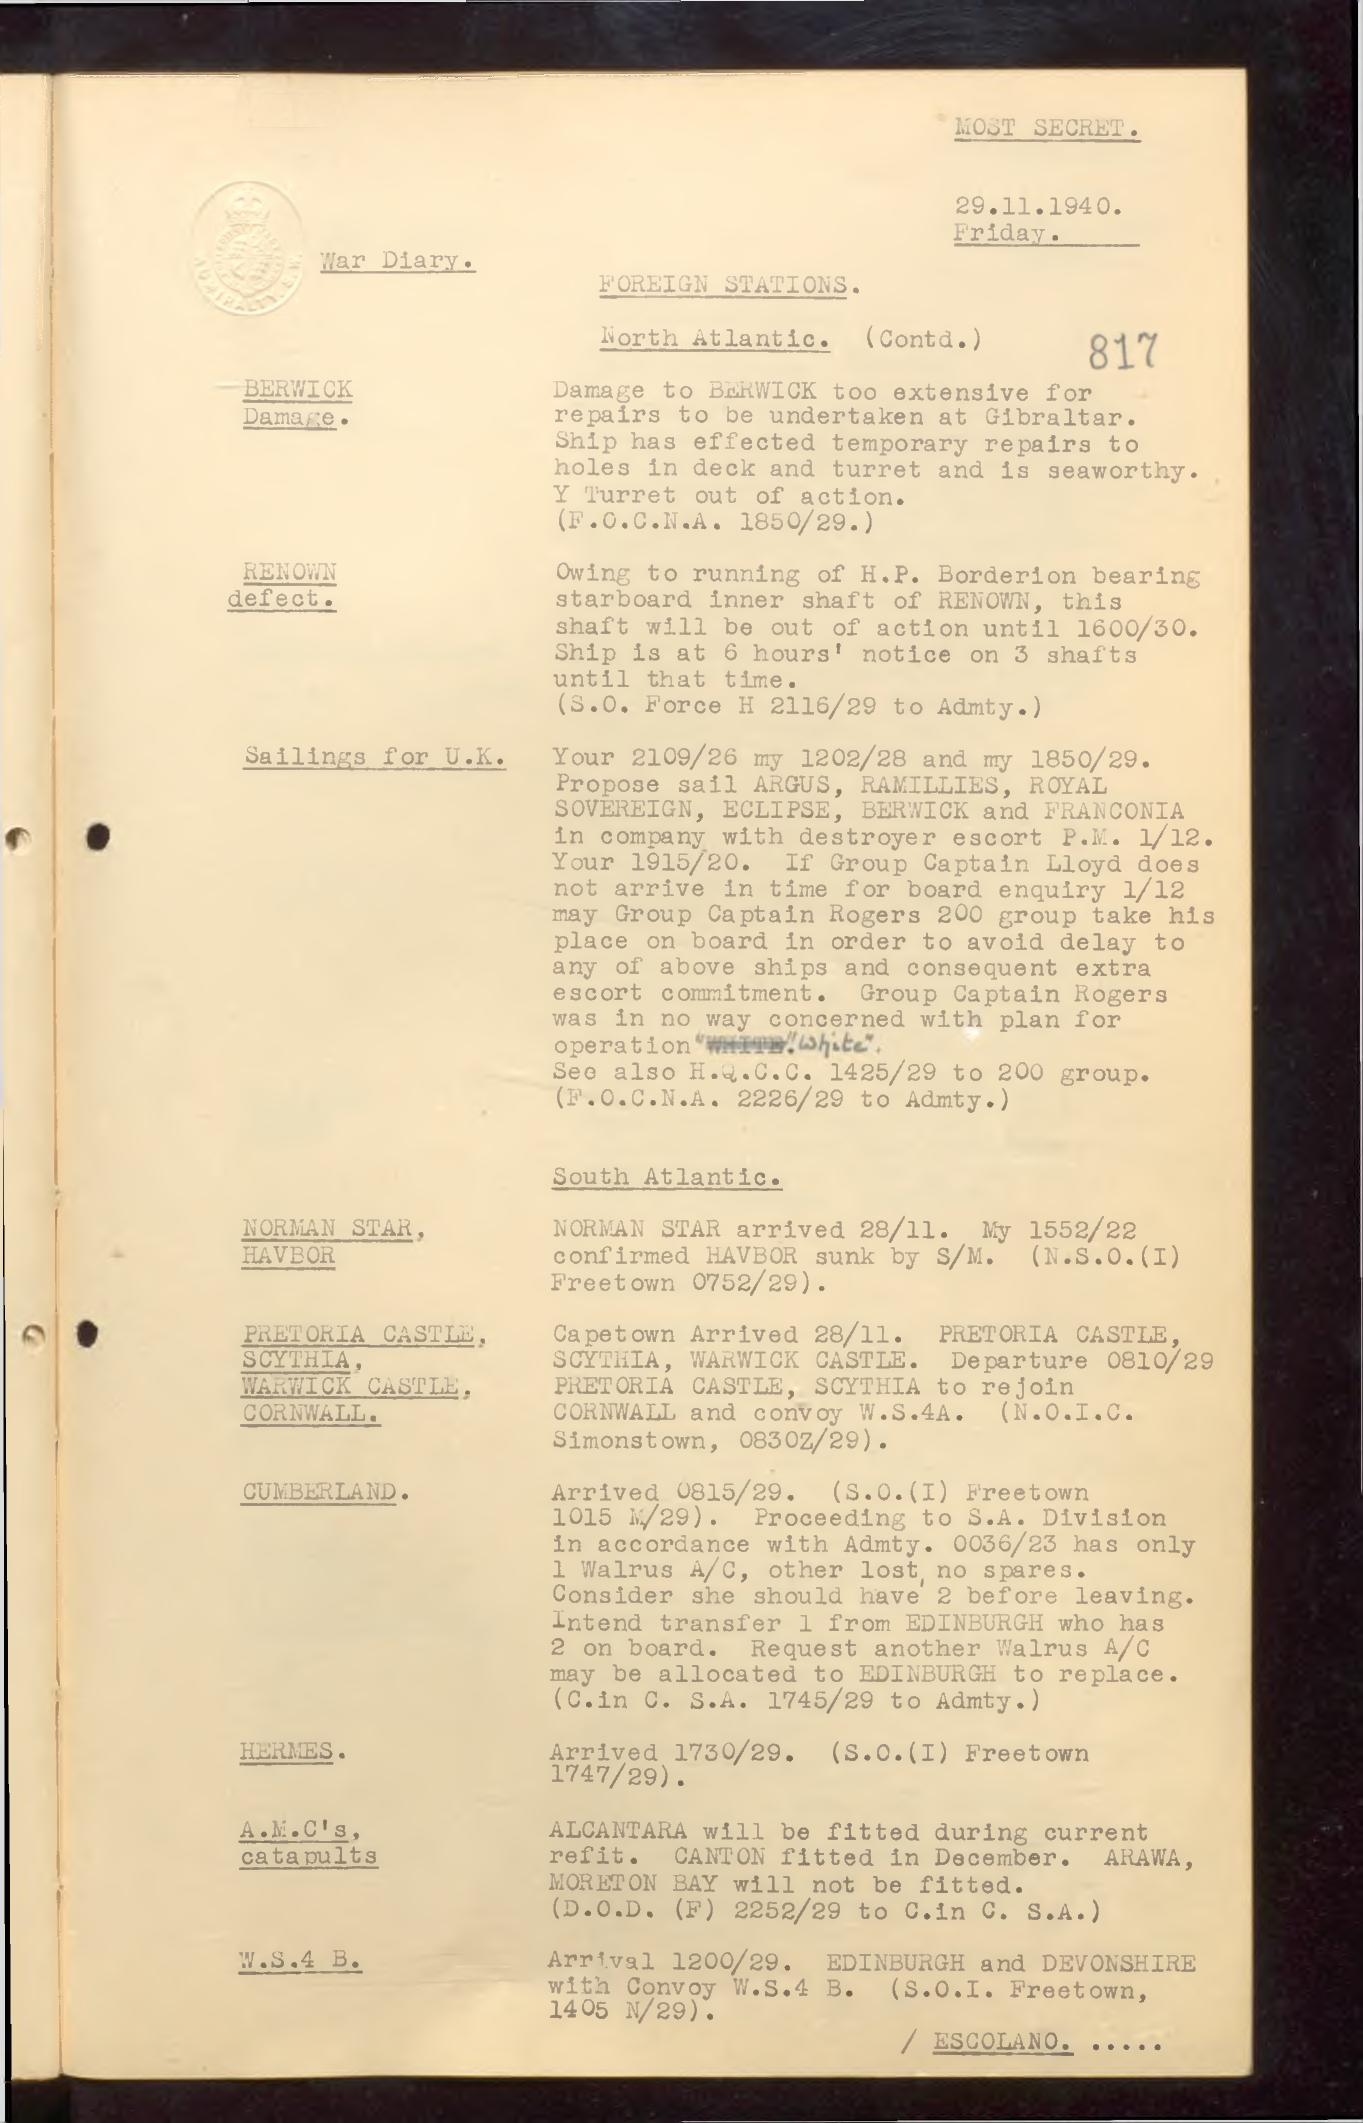 MOST SECRET.
29.11.1940.
Friday.
ADMIRALTY. S.W.
War Diary.
FOREIGN STATIONS.
North Atlantic. (Contd.)
817
BERWICK
Damage.
Damage to BERWICK too extensive for
repairs to be undertaken at Gibraltar.
Ship has effected temporary repairs to
holes in deck and turret and is seaworthy.
Y Turret out of action.
(F.O.C.N.A. 1850/29.)
RENOWN
defect.
Owing to running of H.P. Borderion bearing
starboard inner shaft of RENOWN, this
shaft will be out of action until 1600/30.
Ship is at 6 hours' notice on 3 shafts
until that time.
(S.O. Force H 2116/29 to Admty.)
Sailings for U.K.
Your 2109/26 my 1202/28 and my 1850/29.
Propose sail ARGUS, RAMILLIES, ROYAL
SOVEREIGN, ECLIPSE, BERWICK and FRANCONIA
in company with destroyer escort P.M. 1/12.
Your 1915/20. If Group Captain Lloyd does
not arrive in time for board enquiry 1/12
may Group Captain Rogers 200 group take his
place on board in order to avoid delay to
any of above ships and consequent extra
escort commitment. Group Captain Rogers
was in no way concerned with plan for
operation "WHITE". White".
See also H.Q.C.C. 1425/29 to 200 group.
(F.O.C.N.A. 2226/29 to Admty.)
South Atlantic.
NORMAN STAR,
HAVBOR
NORMAN STAR arrived 28/11. My 1552/22
confirmed HAVBOR sunk by S/M. (N.S.O.(I)
Freetown 0752/29).
PRETORIA CASTLE,
SCYTHIA,
WARWICK CASTLE,
CORNWALL.
Capetown Arrived 28/11. PRETORIA CASTLE,
SCYTHIA, WARWICK CASTLE. Departure 0810/29
PRETORIA CASTLE, SCYTHIA to rejoin
CORNWALL and convoy W.S.4A. (N.O.I.C.
Simonstown, 0830Z/29).
CUMBERLAND.
Arrived 0815/29. (S.O.(I) Freetown
1015 M/29). Proceeding to S.A. Division
in accordance with Admty. 0036/23 has only
1 Walrus A/C, other lost, no spares.
Consider she should have 2 before leaving.
Intend transfer 1 from EDINBURGH who has
2 on board. Request another Walrus A/C
may be allocated to EDINBURGH to replace.
(C.in C. S.A. 1745/29 to Admty.)
HERMES.
Arrived 1730/29. (S.O.(I) Freetown
1747/29).
A.M.C's,
catapults
ALCANTARA will be fitted during current
refit. CANTON fitted in December. ARAWA,
MORETON BAY will not be fitted.
(D.O.D. (F) 2252/29 to C.in C. S.A.)
W.S.4 B.
Arrival 1200/29. EDINBURGH and DEVONSHIRE
with Convoy W.S.4 B. (S.O.I. Freetown,
1405 N/29).
/ ESCOLANO. .....